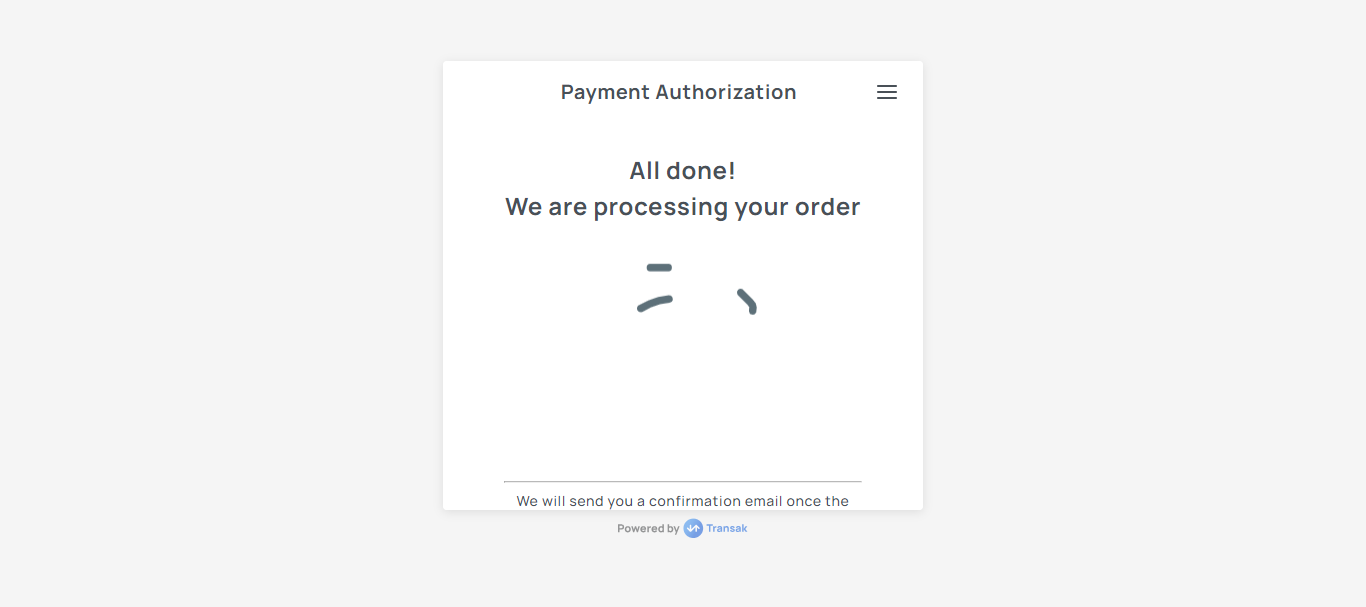 Payment Authorization
All done!
We are processing your order
We will send you a confirmation email once the
Powered by Transak